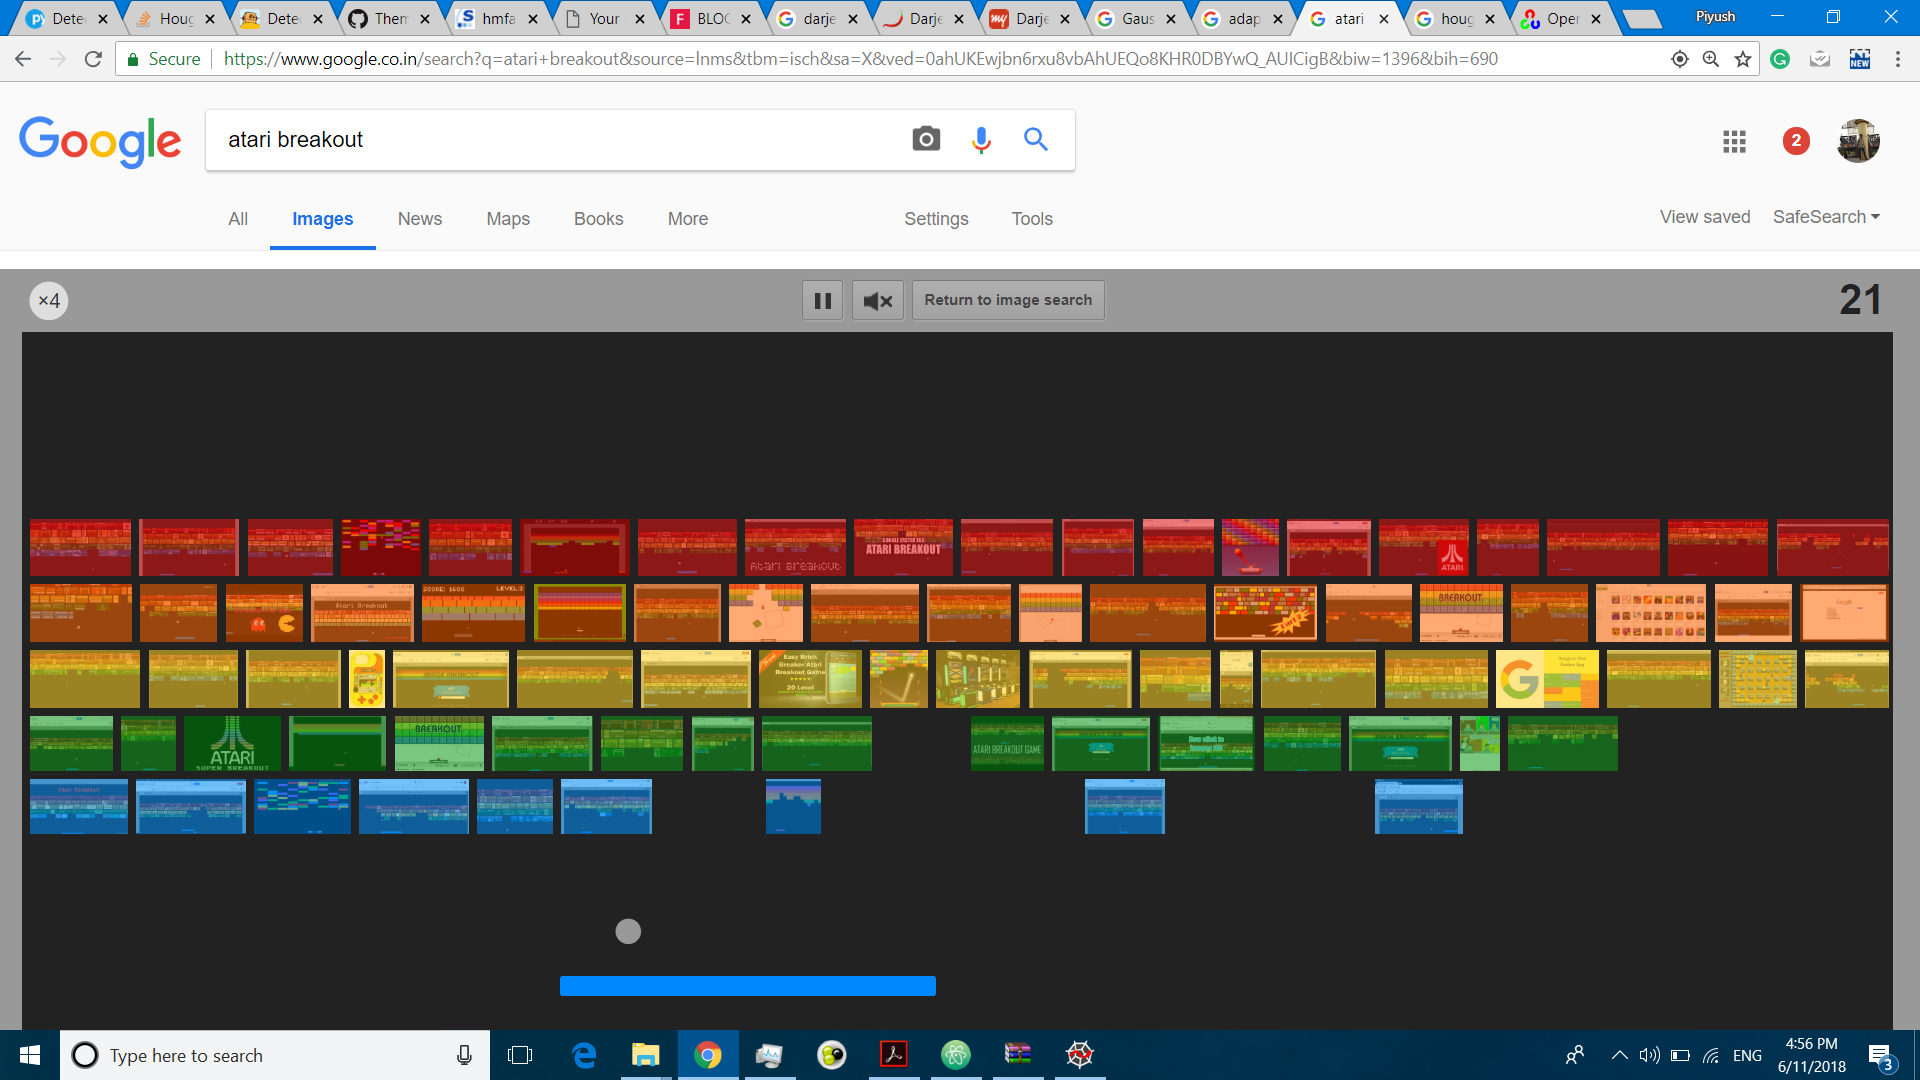 Dete
Houg
Dete
Them
hmfa
Your
BLOC
darje
Darje
Darje
Gaus
adap
atari
houg
Oper
Piyush
Secure https://www.google.co.in/search?q=atari+breakout&source=lnms&tbm=isch&sa=X&ved=0ahUKEwjbn6rxu8vbAhUEQo8KHR0DBYwQ_AUICigB&biw=1396&bih=690
NEW
Google
atari breakout
2
All Images News Maps Books More Settings Tools View saved SafeSearch
×4
Return to image search
21
Atari Breakout
ATARI BREAKOUT
ATARI
Atari Breakout
SCORE: 1600 LEVEL:2
BREAKOUT
Easy Brick
Breaker Atari
Breakout Game
20 Level
G
ATARI
SUPER BREAKOUT
BREAKOUT
ATARI BREAKOUT GAME
Type here to search
ENG
4:56 PM
6/11/2018
3